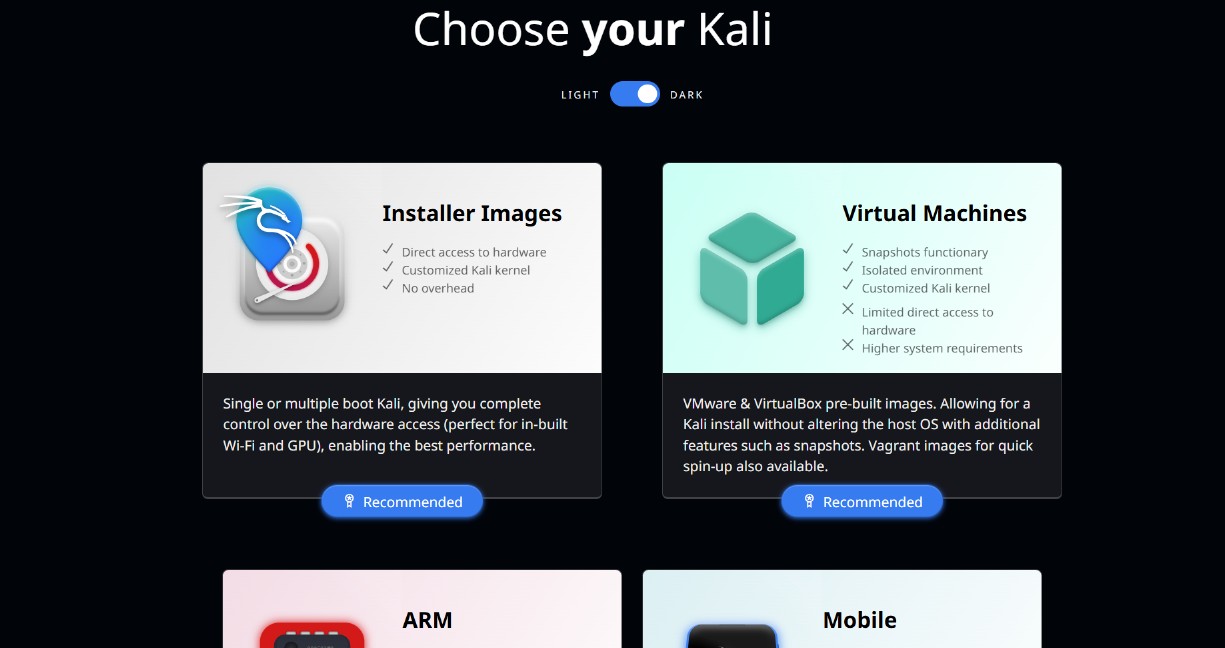 Choose your Kali
LIGHT DARK
Installer Images
Direct access to hardware
Customized Kali kernel
No overhead
Single or multiple boot Kali, giving you complete
control over the hardware access (perfect for in-built
Wi-Fi and GPU), enabling the best performance.
Recommended
Virtual Machines
Snapshots functionary
Isolated environment
Customized Kali kernel
Limited direct access to
hardware
Higher system requirements
VMware & VirtualBox pre-built images. Allowing for a
Kali install without altering the host OS with additional
features such as snapshots. Vagrant images for quick
spin-up also available.
Recommended
ARM
Mobile